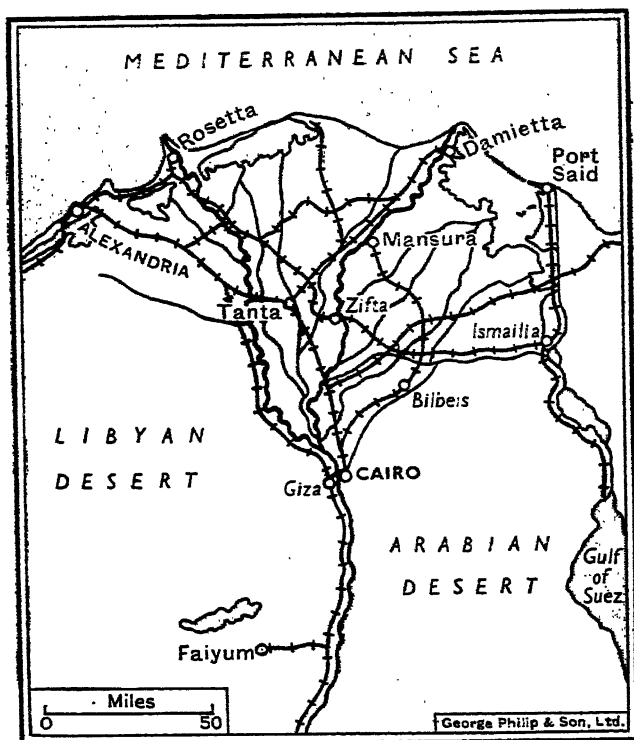 MEDITERRANEAN SEA
Rosetta
Damietta
Port
Said
ALEXANDRIA
Mansura
Tanta
Zifta
Ismailia
Bilbeis
LIBYAN
DESERT
Giza
CAIRO
ARABIAN
DESERT
Gulf
of
Suez
Faiyum
Miles
0 50
George Philip & Son, Ltd.